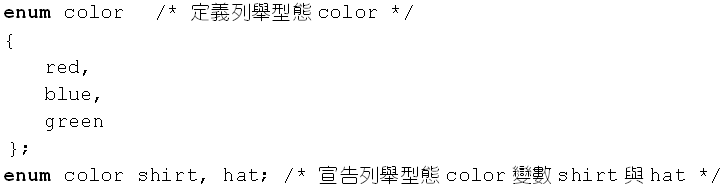 enum color /* 定義列舉型態 color */
{
red,
blue,
green
};
enum color shirt, hat; /* 宣告列舉型態 color 變數 shirt 與 hat */